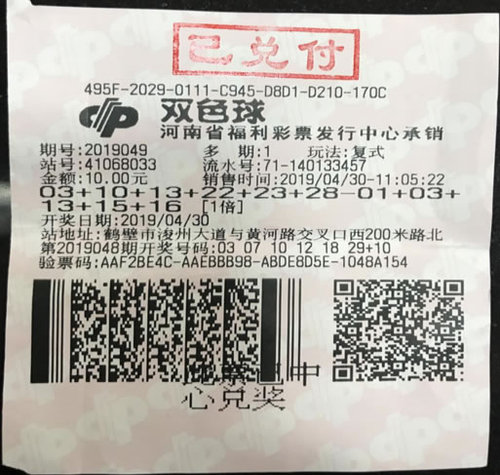 已兑付
495F-2029-0111-C945-D8D1-D210-170C
双色球
河南省福利彩票发行中心承销
期号:2019049 多 期:1 玩法:复式
站号:41068033 流水号:71-140133457
金额:10.00元 销售时间:2019/04/30-11:05:22
03+10+13+22+23+28-01+03+
13+15+16 [1倍]
开奖日期:2019/04/30
站地址:鹤壁市浚州大道与黄河路交叉口西200米路北
第2019048期开奖号码:03 07 10 12 18 29+10
验票码:AAF2BE4C-AAEBBB98-ABDE8D5E-1048A154
此票已中
心兑奖